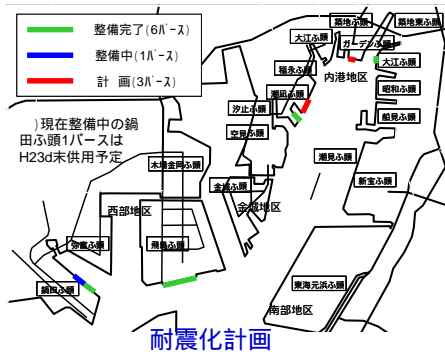 整備完了(6バース)
整備中(1バース)
計 画(3バース)
)現在整備中の鍋
田ふ頭1バースは
H23d末供用予定
築地ふ頭
築地東ふ頭
大江ふ頭
ガーデンふ頭
大江ふ頭
稲永ふ頭
内港地区
昭和ふ頭
潮凪ふ頭
船見ふ頭
汐止ふ頭
空見ふ頭
潮見ふ頭
木場金岡ふ頭
新宝ふ頭
金城ふ頭
金城地区
西部地区
弥富ふ頭
飛島ふ頭
鍋田ふ頭
東海元浜ふ頭
南部地区
耐震化計画